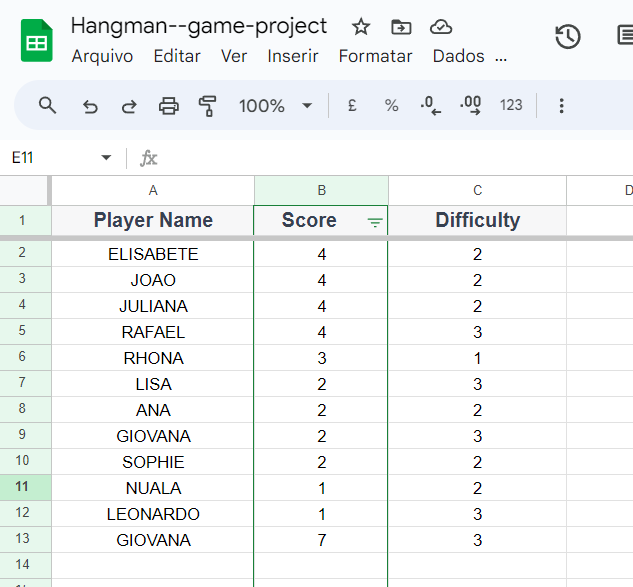 Hangman--game-project
Arquivo Editar Ver Inserir Formatar Dados ...
100% £ % .0 .00 123
E11 fx
A B C D
1 Player Name Score Difficulty
2 ELISABETE 4 2
3 JOAO 4 2
4 JULIANA 4 2
5 RAFAEL 4 3
6 RHONA 3 1
7 LISA 2 3
8 ANA 2 2
9 GIOVANA 2 3
10 SOPHIE 2 2
11 NUALA 1 2
12 LEONARDO 1 3
13 GIOVANA 7 3
14